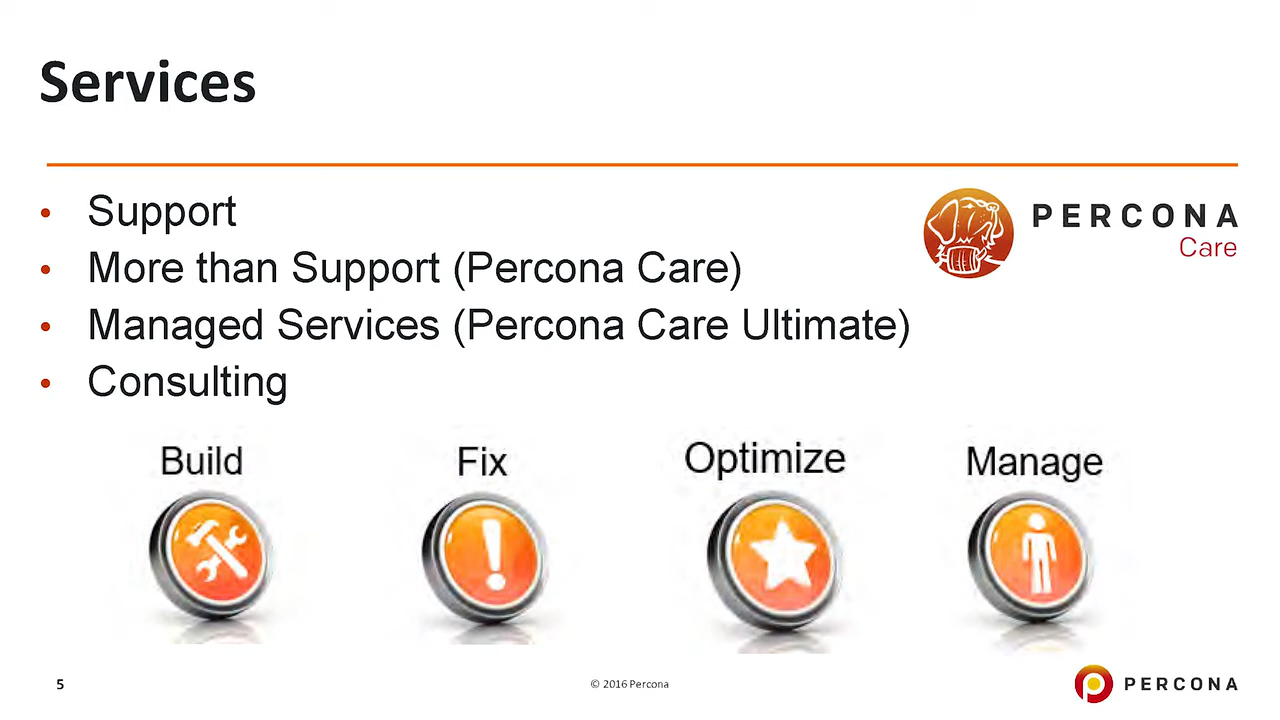 Services
• Support
• More than Support (Percona Care)
• Managed Services (Percona Care Ultimate)
• Consulting
PERCONA
Care
Build Fix Optimize Manage
5 © 2016 Percona PERCONA